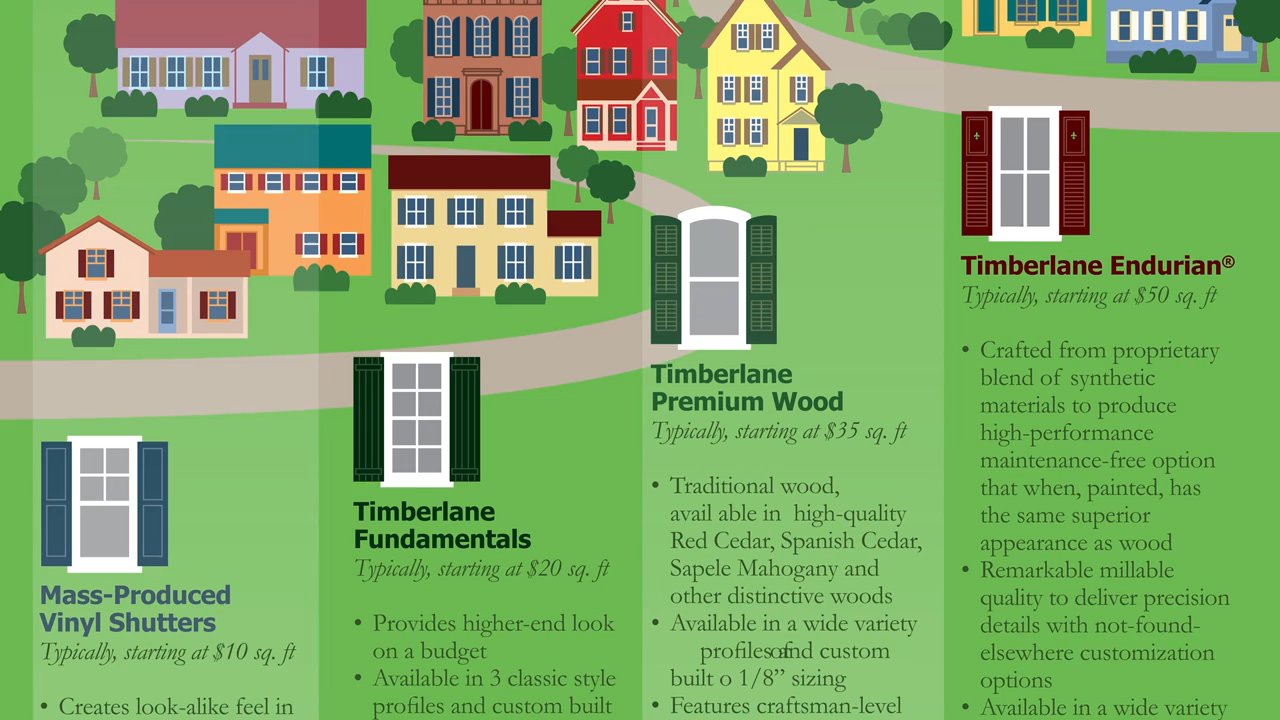 Mass-Produced
Vinyl Shutters
Typically, starting at $10 sq. ft
• Creates look-alike feel in
Timberlane
Fundamentals
Typically, starting at $20 sq. ft
• Provides higher-end look
on a budget
• Available in 3 classic style
profiles and custom built
Timberlane
Premium Wood
Typically, starting at $35 sq. ft
• Traditional wood,
avail able in high-quality
Red Cedar, Spanish Cedar,
Sapele Mahogany and
other distinctive woods
• Available in a wide variety
profiles and custom
built o 1/8” sizing
• Features craftsman-level
Timberlane Endurian®
Typically, starting at $50 sq. ft
• Crafted from proprietary
blend of synthetic
materials to produce
high-performance
maintenance-free option
that when, painted, has
the same superior
appearance as wood
• Remarkable millable
quality to deliver precision
details with not-found-
elsewhere customization
options
• Available in a wide variety